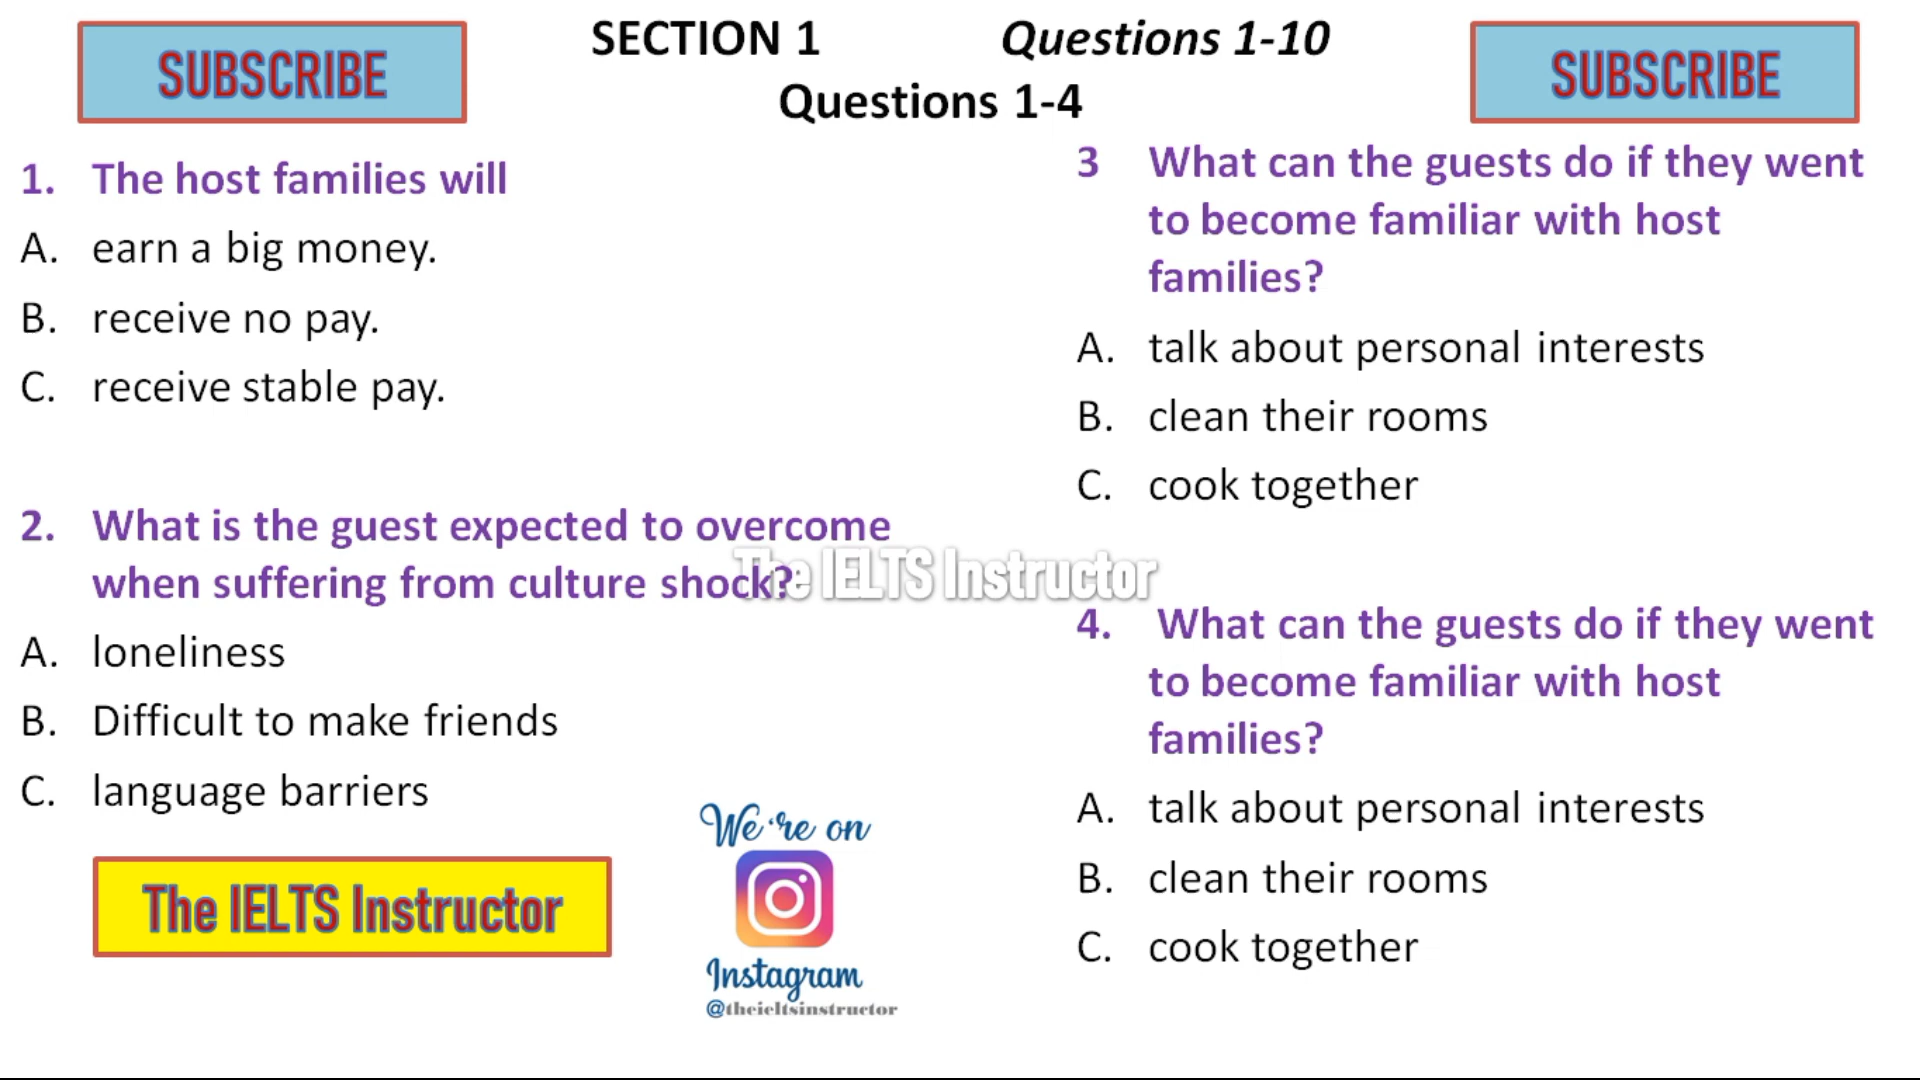 SUBSCRIBE
SECTION 1 Questions 1-10
Questions 1-4
SUBSCRIBE
1. The host families will
A. earn a big money.
B. receive no pay.
C. receive stable pay.
2. What is the guest expected to overcome
when suffering from culture shock?
A. loneliness
B. Difficult to make friends
C. language barriers
The IELTS Instructor
We're on
Instagram
@theieltsinstructor
The IELTS Instructor
3 What can the guests do if they went
to become familiar with host
families?
A. talk about personal interests
B. clean their rooms
C. cook together
4. What can the guests do if they went
to become familiar with host
families?
A. talk about personal interests
B. clean their rooms
C. cook together